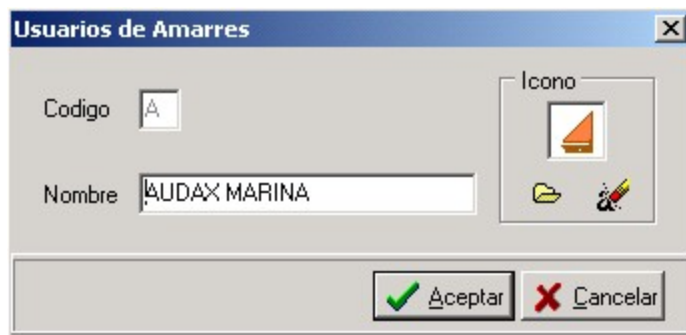 Usuarios de Amarres
Icono
Codigo A
Nombre AUDAX MARINA
Aceptar Cancelar